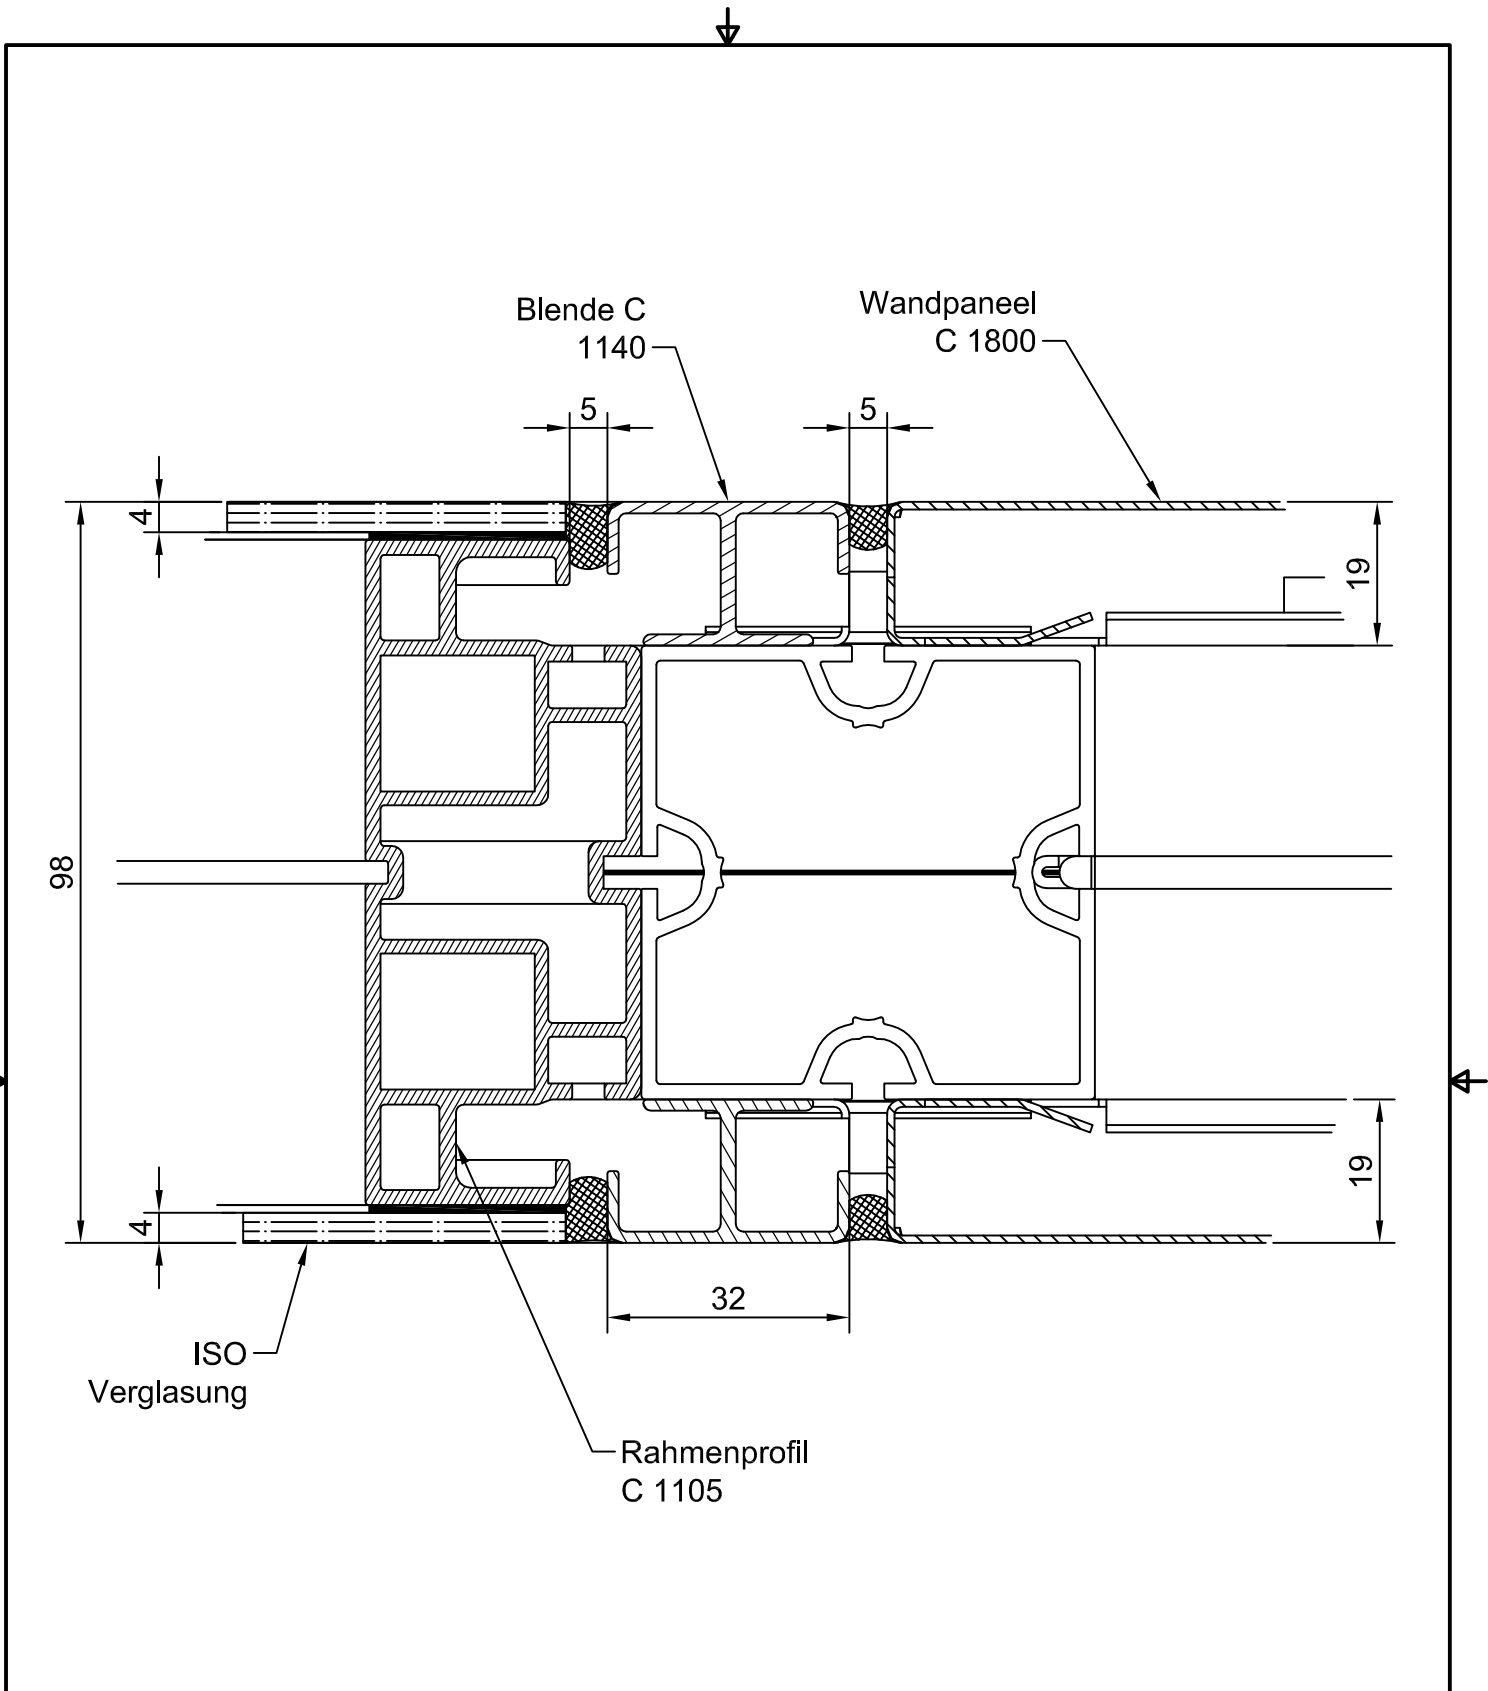 Blende C
1140
Wandpaneel
C 1800
5
5
4
19
98
19
4
32
ISO
Verglasung
Rahmenprofil
C 1105